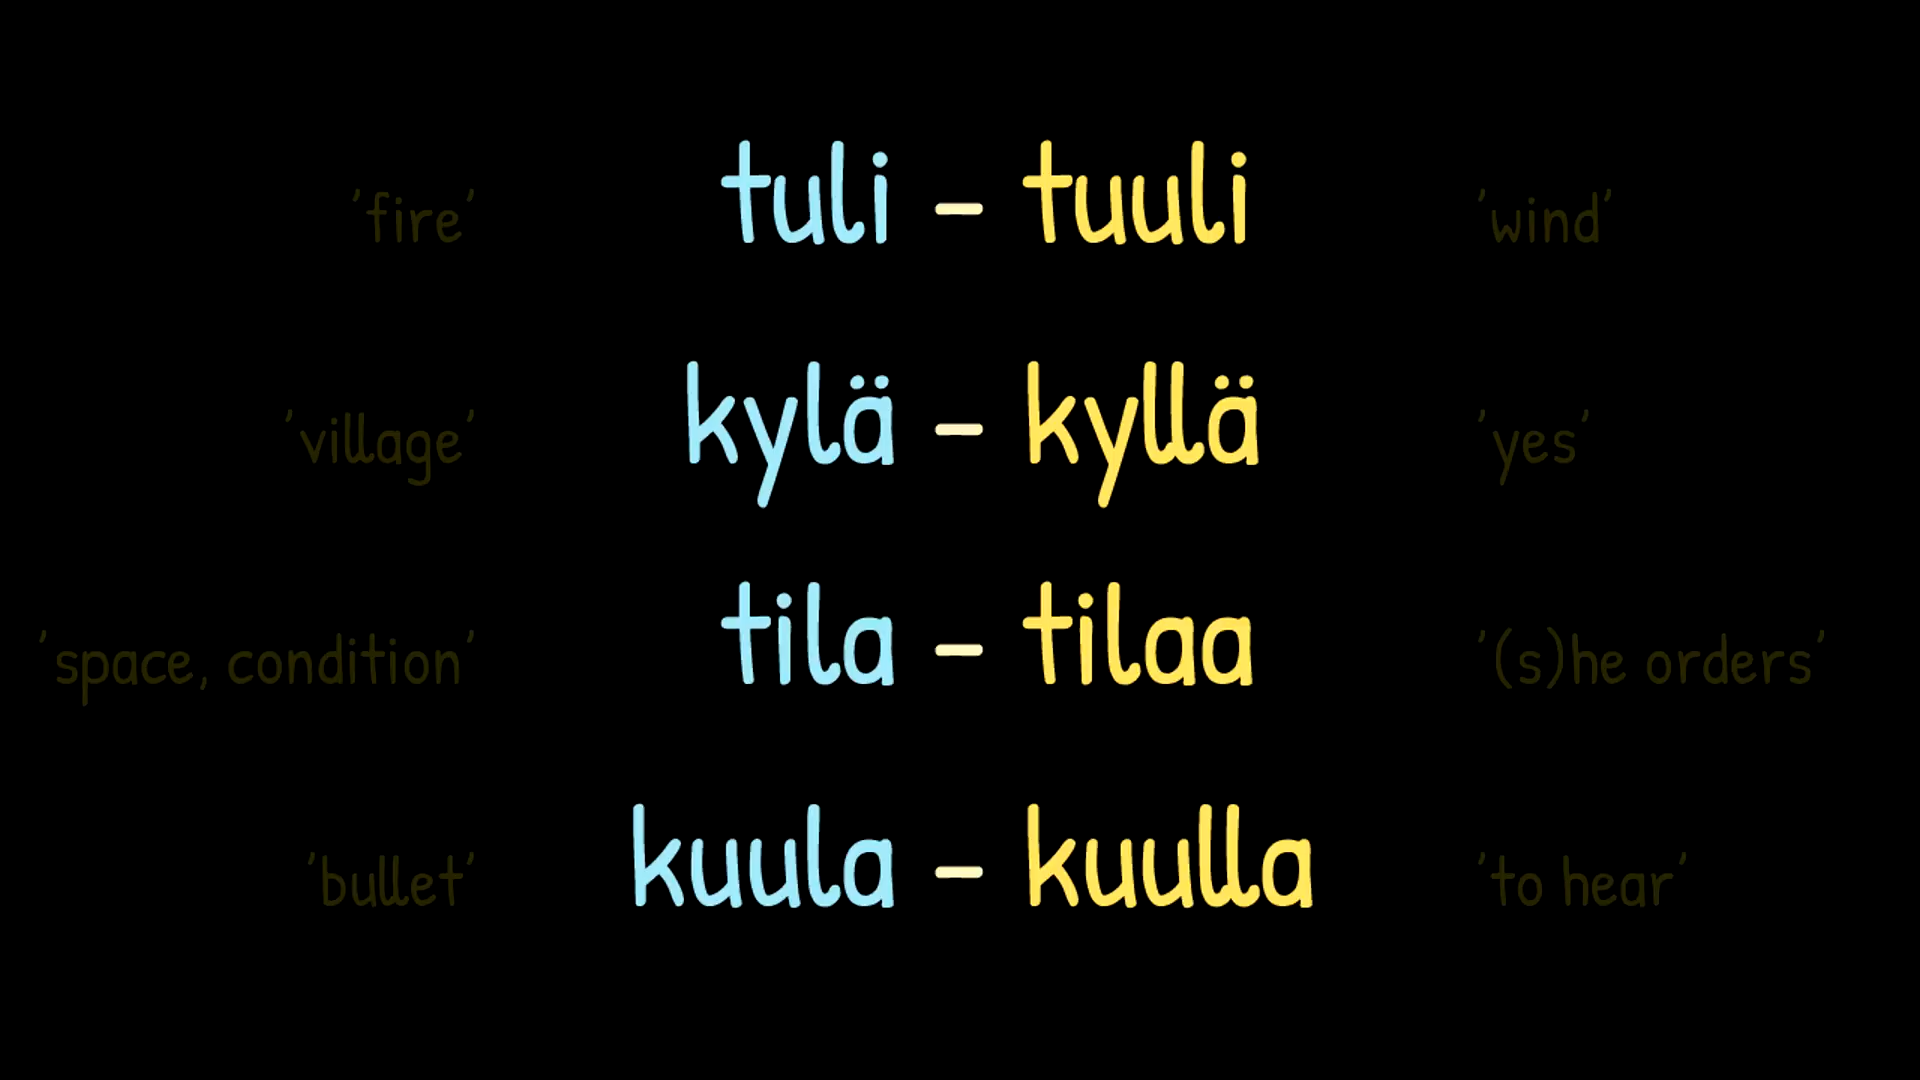 'fire' tuli – tuuli 'wind'
'village' kylä – kyllä 'yes'
'space, condition' tila – tilaa '(s)he orders'
'bullet' kuula – kuulla 'to hear'